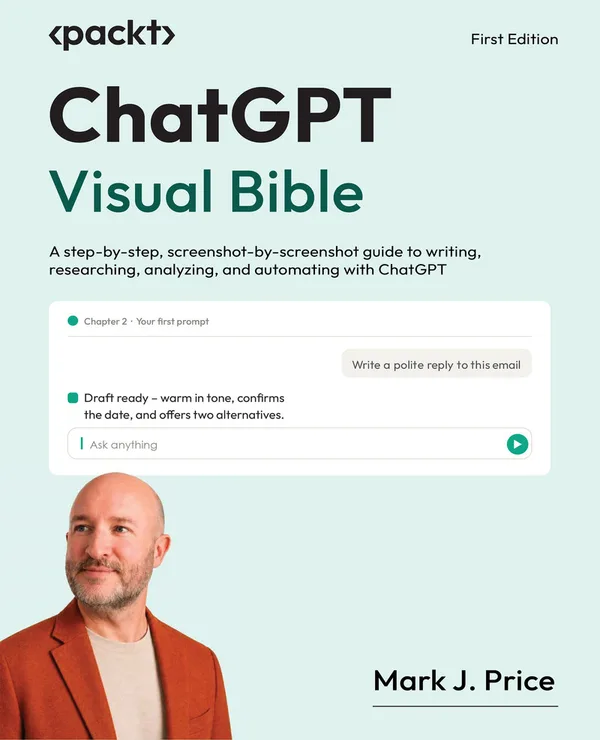 <packt>
First Edition
ChatGPT
Visual Bible
A step-by-step, screenshot-by-screenshot guide to writing,
researching, analyzing, and automating with ChatGPT
Chapter 2 · Your first prompt
Write a polite reply to this email
Draft ready – warm in tone, confirms
the date, and offers two alternatives.
Ask anything
Mark J. Price